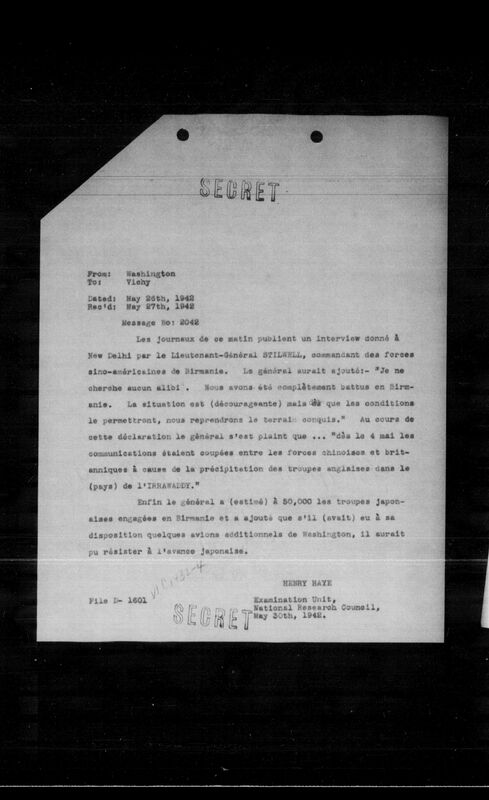 SECRET
From: Washington
To: Vichy
Dated: May 26th, 1942
Rec'd: May 27th, 1942
Message No: 2042
Les journaux de ce matin publient un interview donné à
New Delhi par le Lieutenant-Général STILWELL, commandant des forces
sino-américaines de Birmanie. Le général aurait ajouté:- "Je ne
cherche aucun alibi . Nous avons été complètement battus en Birm-
anie. La situation est (décourageante) mais dès que les conditions
le permettront, nous reprendrons le terrain conquis." Au cours de
cette déclaration le général s'est plaint que ... "dès le 4 mai les
communications étaient coupées entre les forces chinoises et brit-
anniques à cause de la précipitation des troupes anglaises dans le
(pays) de l'IRRAWADDY."
Enfin le général a (estimé) à 50,000 les troupes japon-
aises engagées en Birmanie et a ajouté que s'il (avait) eu à sa
disposition quelques avions additionnels de Washington, il aurait
pu résister à l'avance japonaise.
HENRY HAYE
File D- 1601
Examination Unit,
National Research Council,
May 30th, 1942.
SECRET